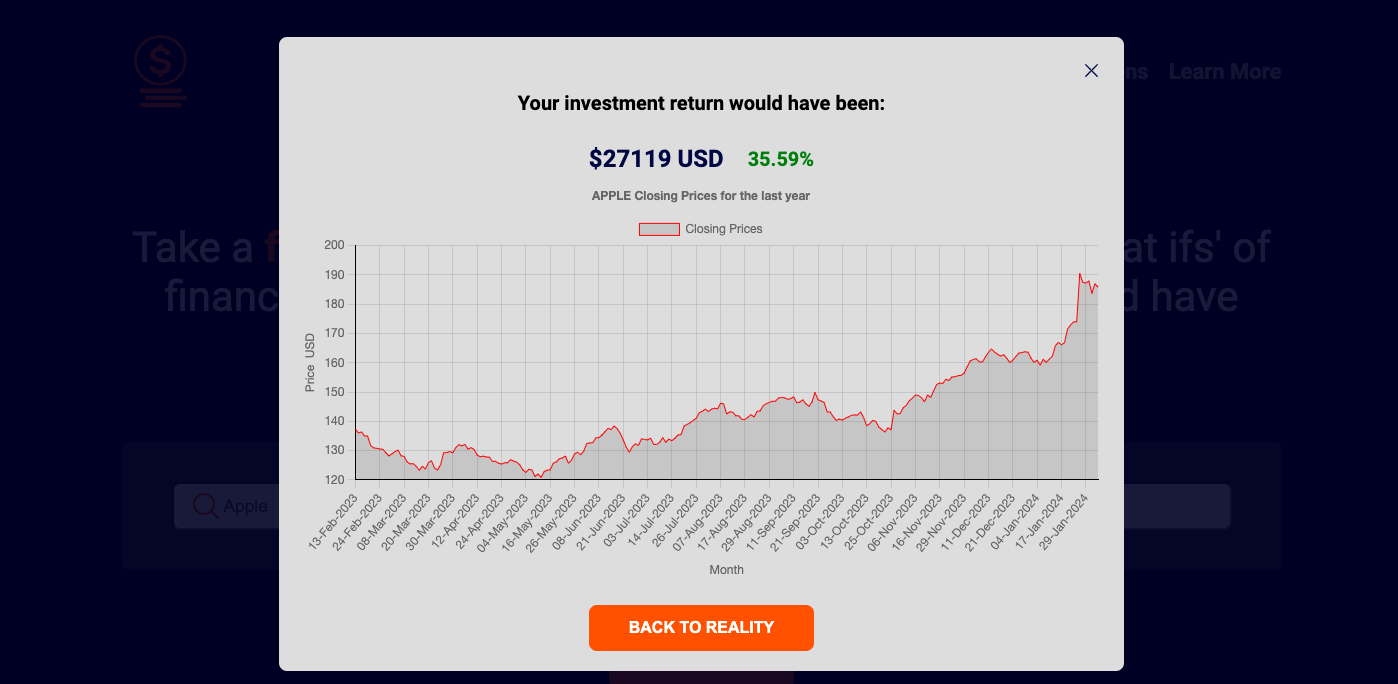 $
ns Learn More
Your investment return would have been:
$27119 USD 35.59%
APPLE Closing Prices for the last year
Closing Prices
Take a f
at ifs' of
financ
d have
Price USD
200
190
180
170
160
150
140
130
120
13-Feb-2023
24-Feb-2023
08-Mar-2023
20-Mar-2023
30-Mar-2023
12-Apr-2023
24-Apr-2023
04-May-2023
16-May-2023
26-May-2023
08-Jun-2023
21-Jun-2023
03-Jul-2023
14-Jul-2023
26-Jul-2023
07-Aug-2023
17-Aug-2023
29-Aug-2023
11-Sep-2023
21-Sep-2023
03-Oct-2023
13-Oct-2023
25-Oct-2023
06-Nov-2023
16-Nov-2023
29-Nov-2023
11-Dec-2023
21-Dec-2023
04-Jan-2024
17-Jan-2024
29-Jan-2024
Month
Apple
BACK TO REALITY